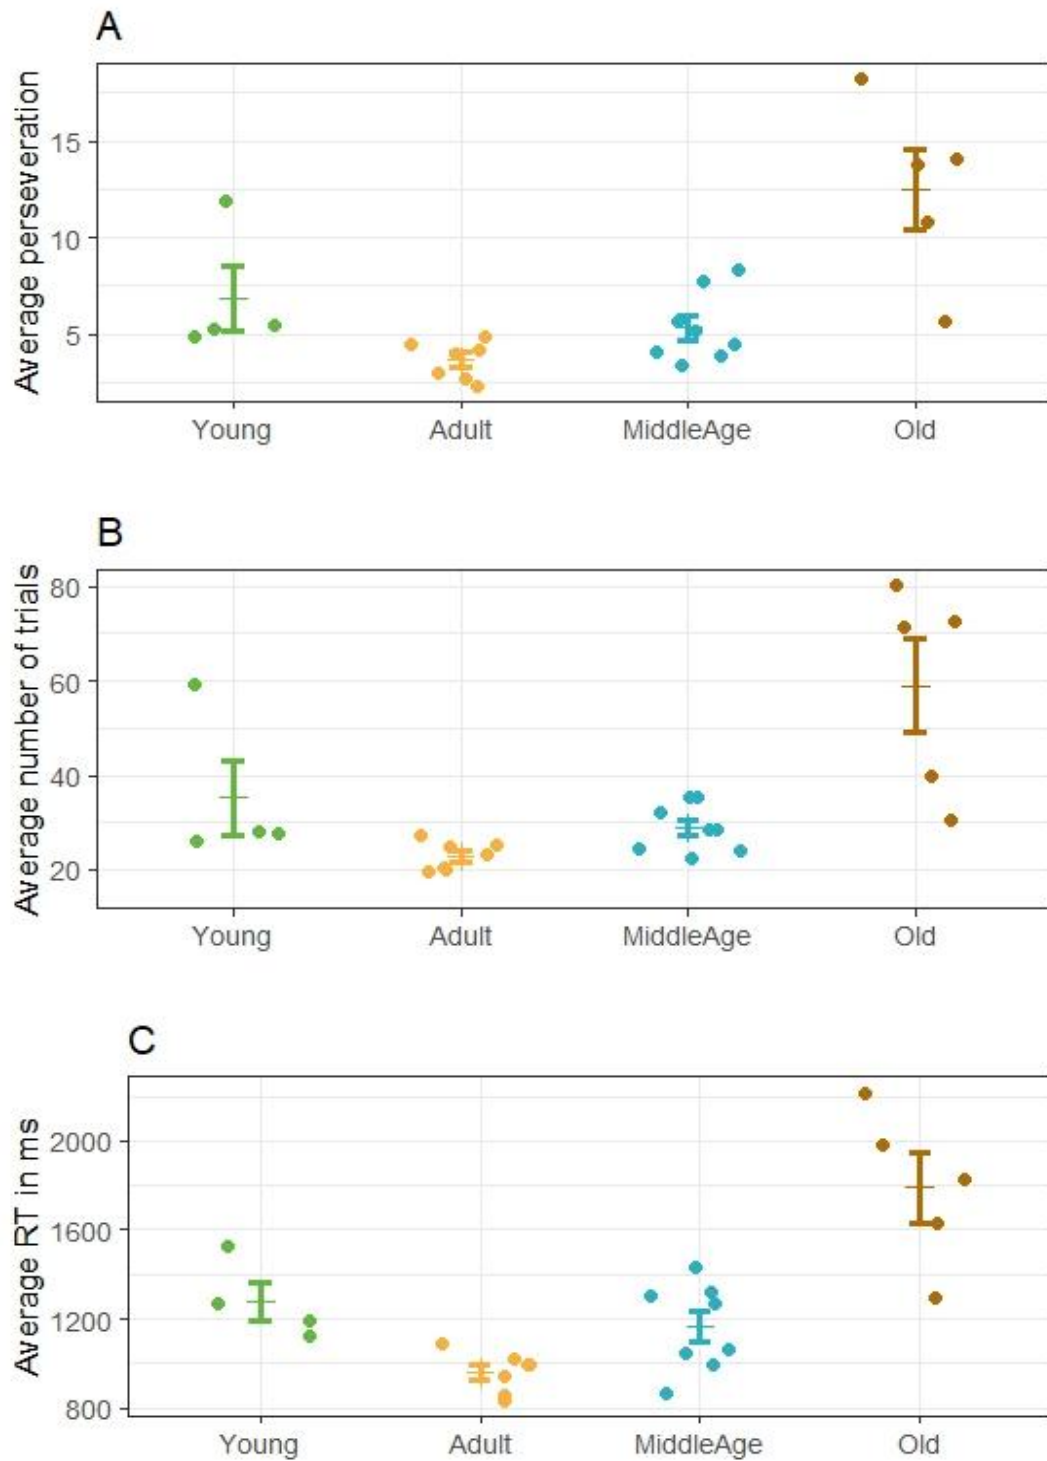 A
Average perseveration
15
10
5
Young Adult MiddleAge Old
B
Average number of trials
80
60
40
20
Young Adult MiddleAge Old
C
Average RT in ms
2000
1600
1200
800
Young Adult MiddleAge Old